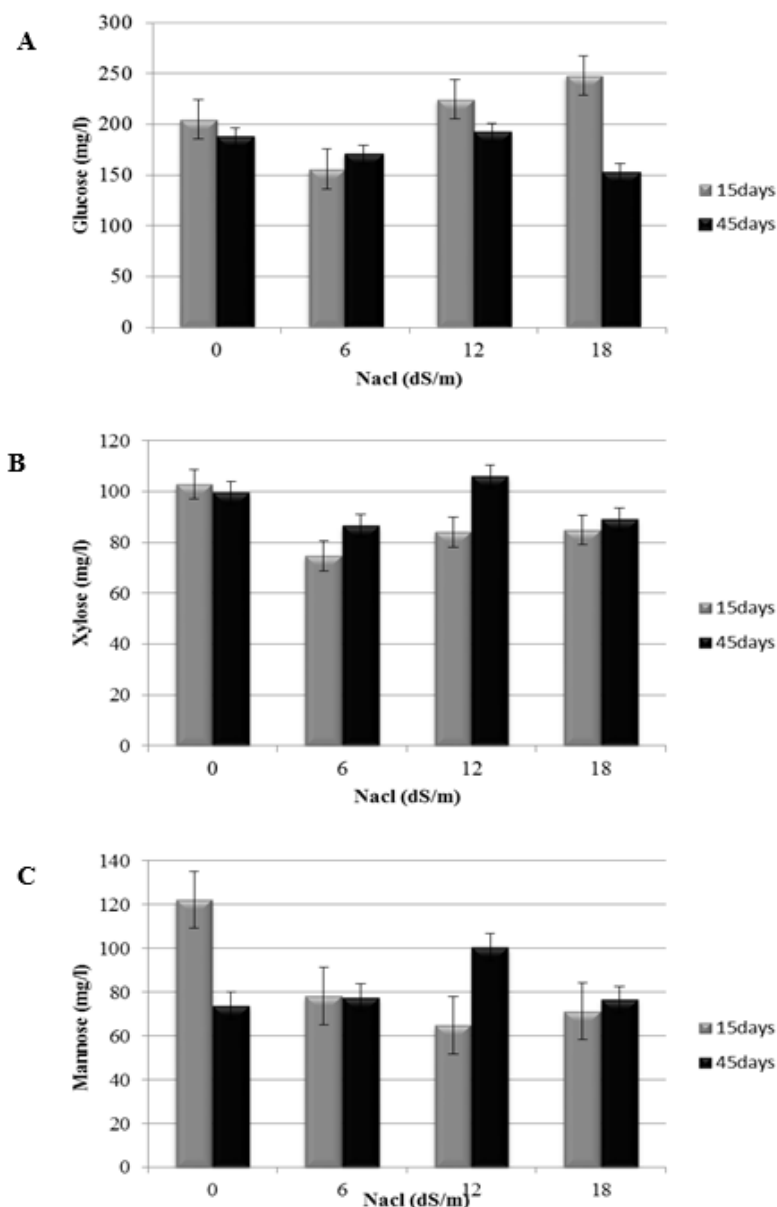 A
300
250
200
150
100
50
0
Glucose (mg/l)
0 6 12 18
Nacl (dS/m)
15days
45days
B
120
100
80
60
40
20
0
Xylose (mg/l)
0 6 12 18
Nacl (dS/m)
15days
45days
C
140
120
100
80
60
40
20
0
Mannose (mg/l)
0 6 12 18
Nacl (dS/m)
15days
45days